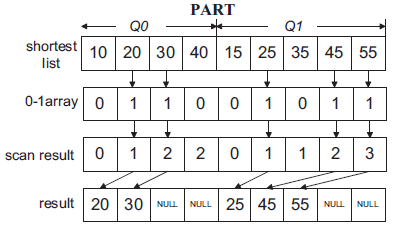 PART
Q0 Q1
shortest list 10 20 30 40 15 25 35 45 55
0-1array 0 1 1 0 0 1 0 1 1
scan result 0 1 2 2 0 1 1 2 3
result 20 30 NULL NULL 25 45 55 NULL NULL